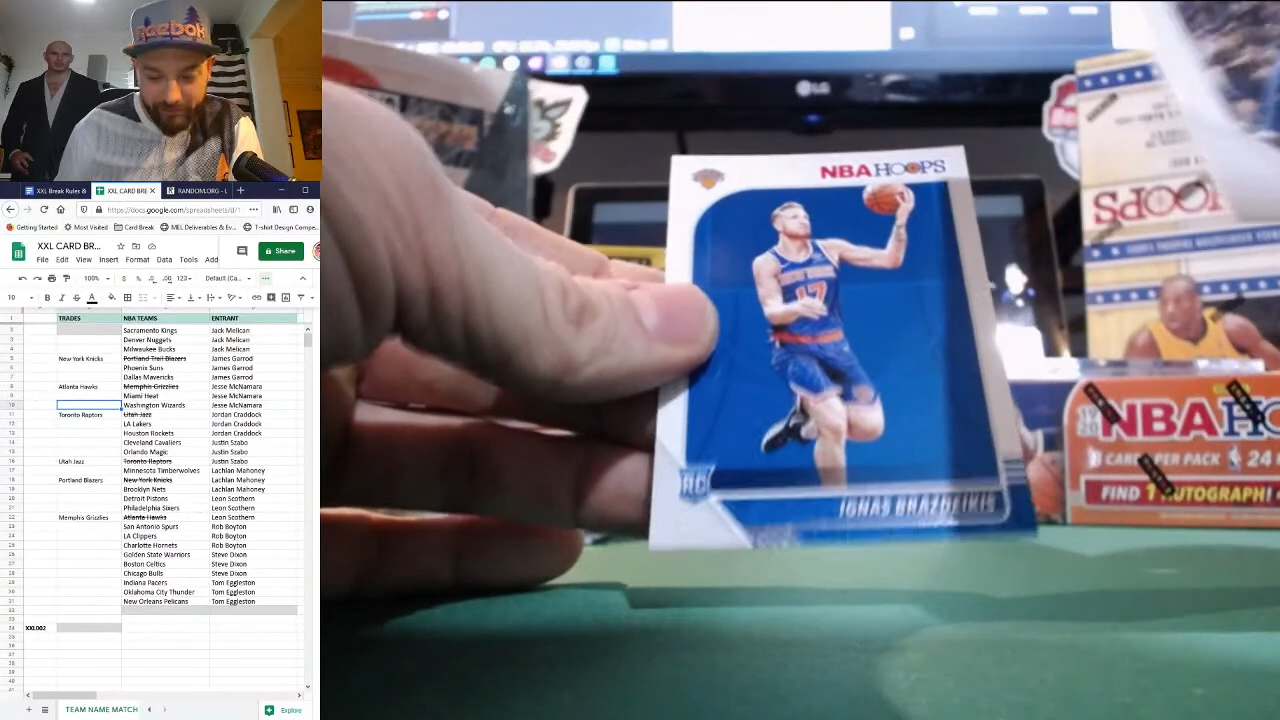 Reebok
XXL Break Rules &
XXL CARD BRE
RANDOM.ORG - L
https://docs.google.com/spreadsheets/d/1
Getting Started
Most Visited
Card Break
MEL Deliverables & Ev...
T-shirt Design Compe...
XXL CARD BR...
Share
File Edit View Insert Format Data Tools Add
100% $ % .0 .00 123 Default (Ca...
10 B I S A
TRADES NBA TEAMS ENTRANT
Sacramento Kings Jack Melican
Denver Nuggets Jack Melican
Milwaukee Bucks Jack Melican
New York Knicks Portland Trail Blazers James Garrod
Phoenix Suns James Garrod
Dallas Mavericks James Garrod
Atlanta Hawks Memphis Grizzlies Jesse McNamara
Miami Heat Jesse McNamara
Washington Wizards Jesse McNamara
Toronto Raptors Utah Jazz Jordan Craddock
LA Lakers Jordan Craddock
Houston Rockets Jordan Craddock
Cleveland Cavaliers Justin Szabo
Orlando Magic Justin Szabo
Utah Jazz Toronto Raptors Justin Szabo
Minnesota Timberwolves Lachlan Mahoney
Portland Blazers New York Knicks Lachlan Mahoney
Brooklyn Nets Lachlan Mahoney
Detroit Pistons Leon Scothern
Philadelphia Sixers Leon Scothern
Memphis Grizzlies Atlanta Hawks Leon Scothern
San Antonio Spurs Rob Boyton
LA Clippers Rob Boyton
Charlotte Hornets Rob Boyton
Golden State Warriors Steve Dixon
Boston Celtics Steve Dixon
Chicago Bulls Steve Dixon
Indiana Pacers Tom Eggleston
Oklahoma City Thunder Tom Eggleston
New Orleans Pelicans Tom Eggleston
XXL002
TEAM NAME MATCH
Explore
LG
NBA HOOPS
NEW YORK
17
RC
IGNAS BRAZDEIKIS
HOOPS
NBA HO
CARDS PER PACK
24
FIND 1 AUTOGRAPH!